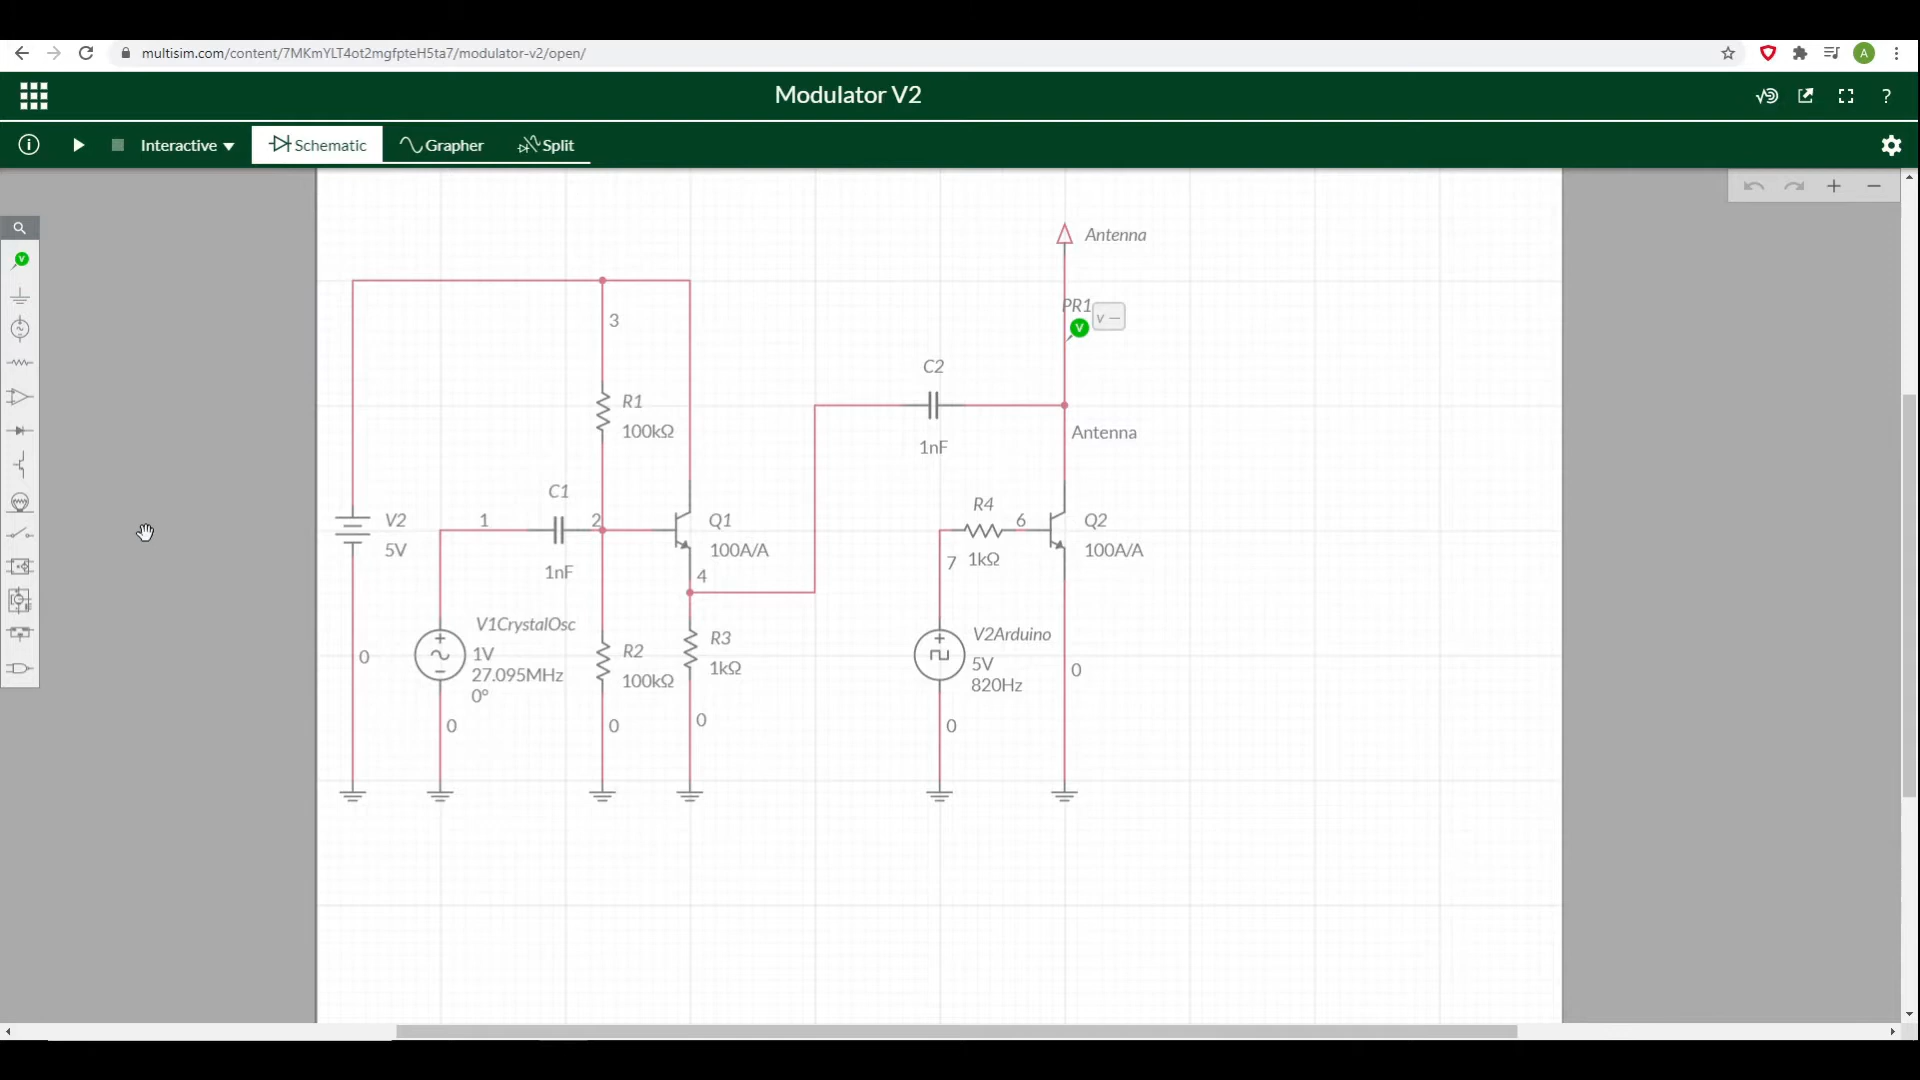 multisim.com/content/7MKmYLT4ot2mgfpteH5ta7/modulator-v2/open/
A
Modulator V2
?
Interactive
Schematic
Grapher
Split
Antenna
PR1
V
v —
3
C2
R1
100kΩ
1nF
Antenna
C1
1nF
1
2
V2
5V
Q1
100A/A
4
R4
1kΩ
6
7
Q2
100A/A
V1CrystalOsc
1V
27.095MHz
0°
R2
100kΩ
R3
1kΩ
V2Arduino
5V
820Hz
0
0
0
0
0
0
V